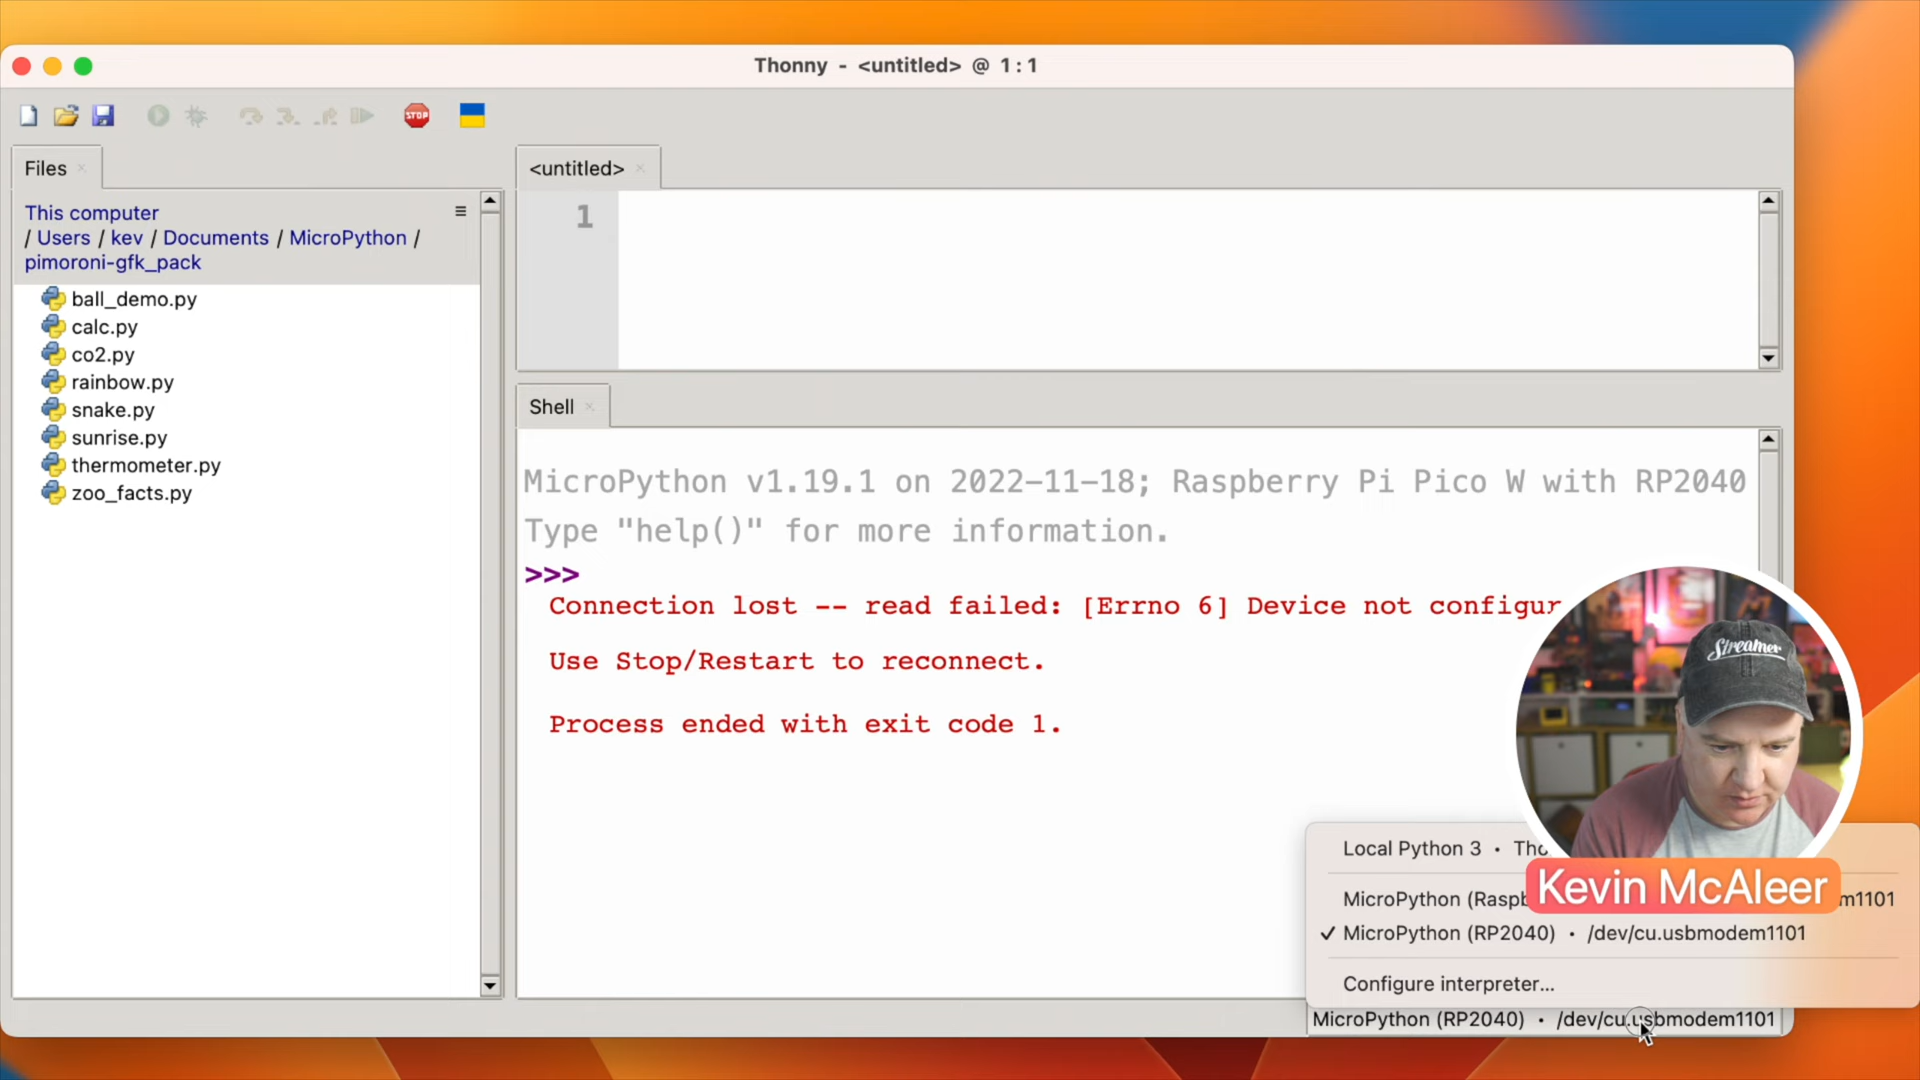 Thonny - <untitled> @ 1:1
STOP
Files
This computer
/ Users / kev / Documents / MicroPython /
pimoroni-gfk_pack
ball_demo.py
calc.py
co2.py
rainbow.py
snake.py
sunrise.py
thermometer.py
zoo_facts.py
<untitled>
1
Shell
MicroPython v1.19.1 on 2022-11-18; Raspberry Pi Pico W with RP2040
Type "help()" for more information.
>>>
Connection lost -- read failed: [Errno 6] Device not configur
Use Stop/Restart to reconnect.
Process ended with exit code 1.
Streamer
Kevin McAleer
Local Python 3 • Tho
MicroPython (Raspb m1101
✓ MicroPython (RP2040) • /dev/cu.usbmodem1101
Configure interpreter...
MicroPython (RP2040) • /dev/cu.usbmodem1101